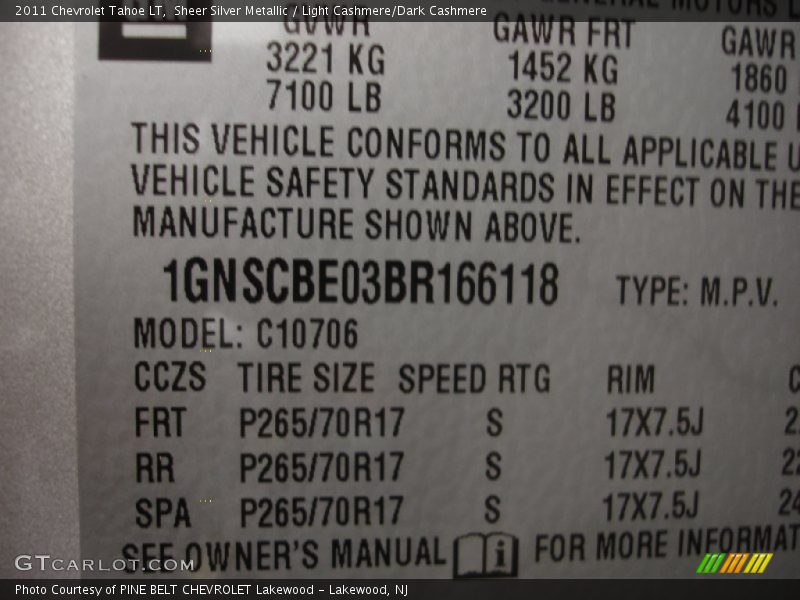 2011 Chevrolet Tahoe LT, Sheer Silver Metallic / Light Cashmere/Dark Cashmere
GENERAL MOTORS
GVWR GAWR FRT GAWR
3221 KG 1452 KG 1860
7100 LB 3200 LB 4100
THIS VEHICLE CONFORMS TO ALL APPLICABLE
VEHICLE SAFETY STANDARDS IN EFFECT ON THE
MANUFACTURE SHOWN ABOVE.
1GNSCBE03BR166118 TYPE: M.P.V.
MODEL: C10706
CCZS TIRE SIZE SPEED RTG RIM
FRT P265/70R17 S 17X7.5J
RR P265/70R17 S 17X7.5J
SPA P265/70R17 S 17X7.5J
SEE OWNER'S MANUAL i FOR MORE INFORMAT
GTCARLOT.COM
Photo Courtesy of PINE BELT CHEVROLET Lakewood - Lakewood, NJ